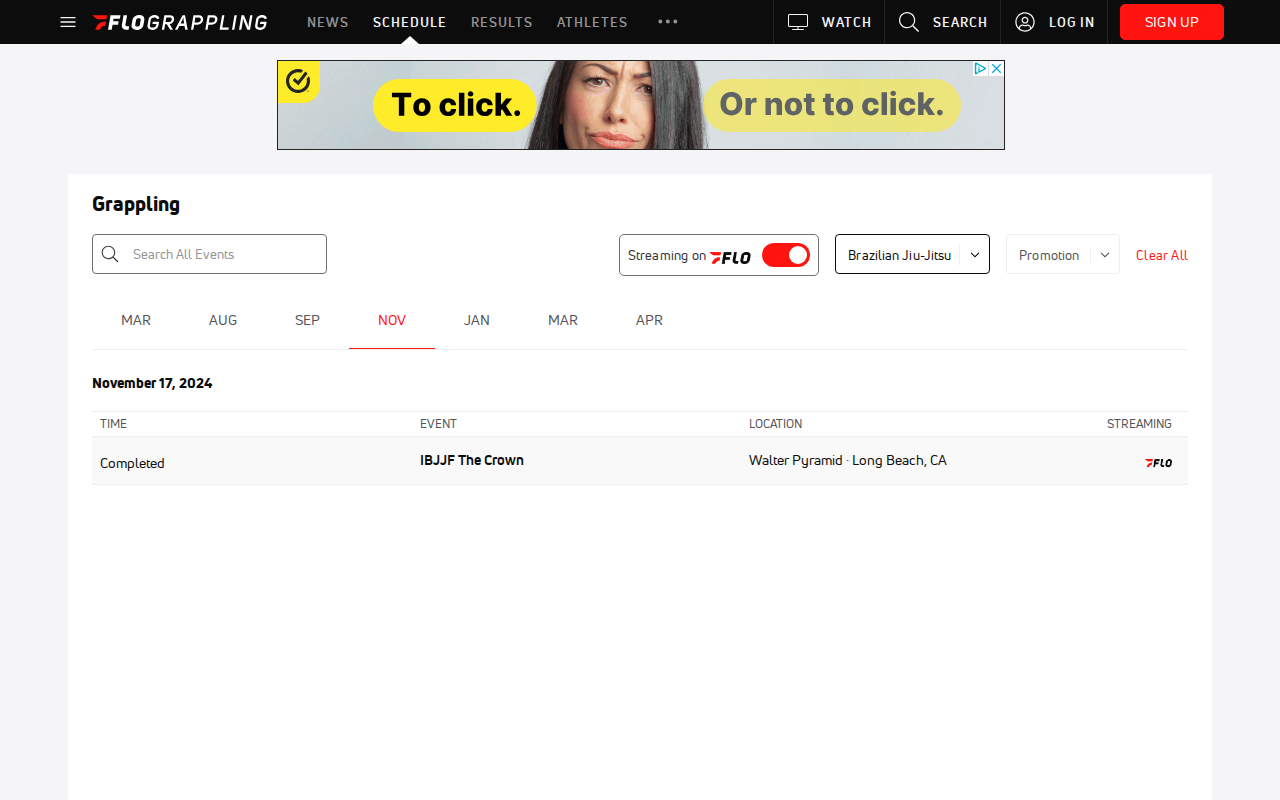 FLOGRAPPLING NEWS SCHEDULE RESULTS ATHLETES WATCH SEARCH LOG IN SIGN UP
To click. Or not to click.
Grappling
Search All Events Streaming on FLO Brazilian Jiu-Jitsu Promotion Clear All
MAR AUG SEP NOV JAN MAR APR
November 17, 2024
TIME EVENT LOCATION STREAMING
Completed IBJJF The Crown Walter Pyramid · Long Beach, CA FLO